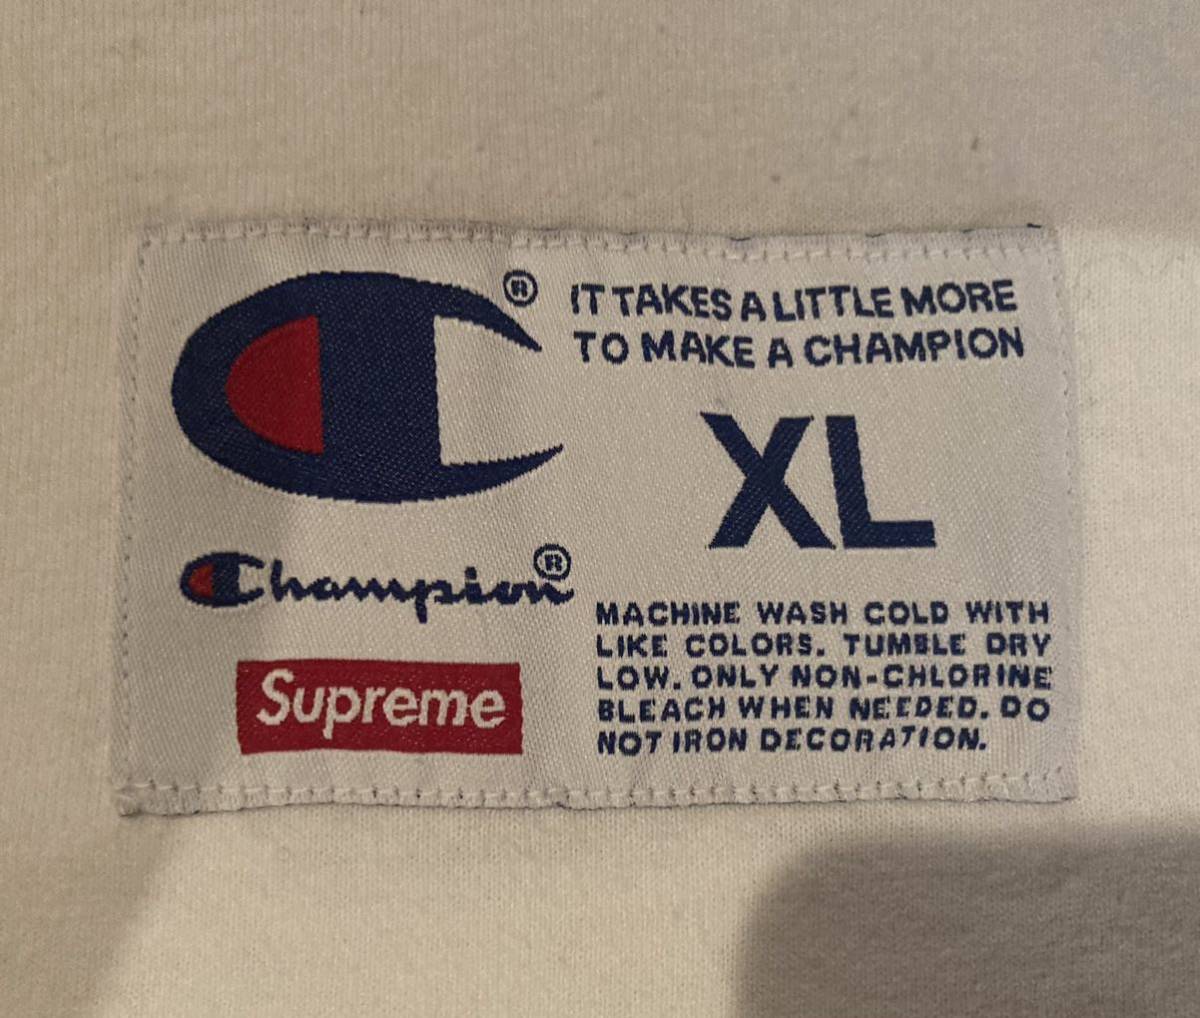 ®
IT TAKES A LITTLE MORE
TO MAKE A CHAMPION
XL
Champion®
Supreme
MACHINE WASH COLD WITH
LIKE COLORS. TUMBLE DRY
LOW. ONLY NON-CHLORINE
BLEACH WHEN NEEDED. DO
NOT IRON DECORATION.